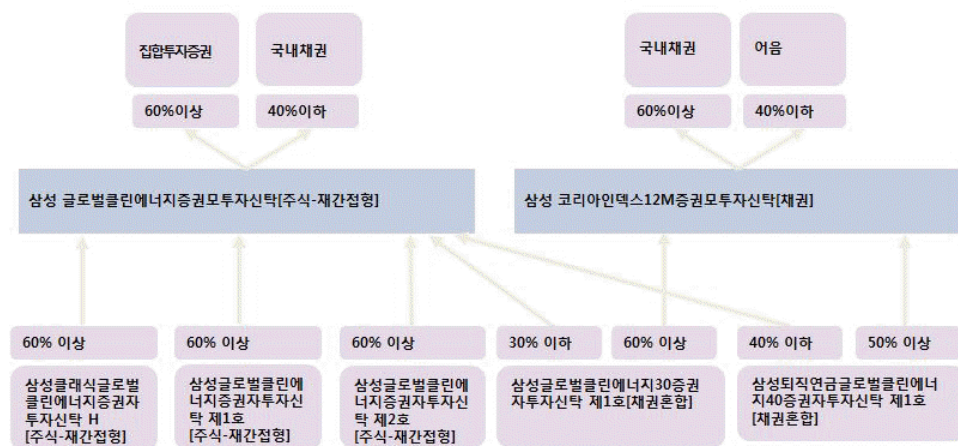 집합투자증권
국내채권
국내채권
어음
60%이상
40%이하
60%이상
40%이하
삼성 글로벌클린에너지증권모투자신탁[주식-재간접형]
삼성 코리아인덱스12M증권모투자신탁[채권]
60% 이상
60% 이상
60% 이상
30% 이하
60% 이상
40% 이하
50% 이상
삼성클래식글로벌
클린에너지증권자
투자신탁 H
[주식-재간접형]
삼성글로벌클린에
너지증권자투자신
탁 제1호
[주식-재간접형]
삼성글로벌클린에
너지증권자투자신
탁 제2호
[주식-재간접형]
삼성글로벌클린에너지30증권
자투자신탁 제1호[채권혼합]
삼성퇴직연금글로벌클린에너
지40증권자투자신탁 제1호
[채권혼합]